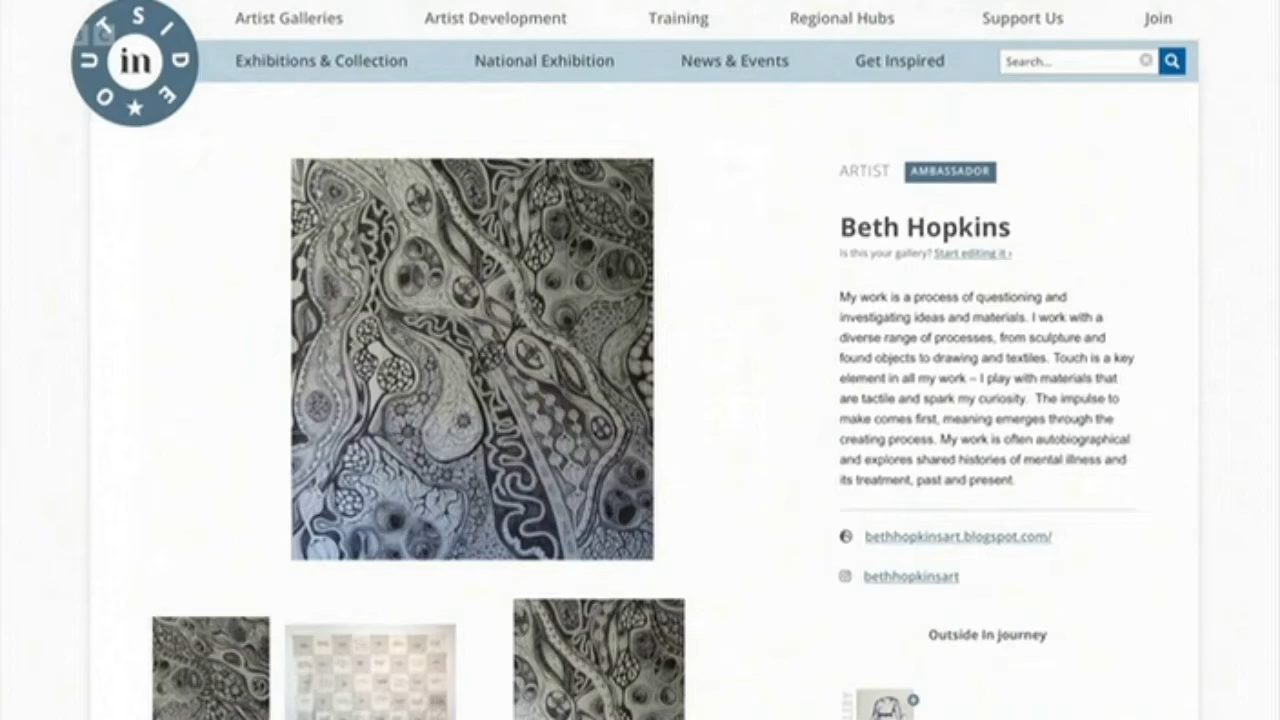 Artist Galleries Artist Development Training Regional Hubs Support Us Join
OUTSIDE
in
Exhibitions & Collection National Exhibition News & Events Get Inspired Search...
ARTIST AMBASSADOR
Beth Hopkins
Is this your gallery? Start editing it ›
My work is a process of questioning and
investigating ideas and materials. I work with a
diverse range of processes, from sculpture and
found objects to drawing and textiles. Touch is a key
element in all my work – I play with materials that
are tactile and spark my curiosity. The impulse to
make comes first, meaning emerges through the
creating process. My work is often autobiographical
and explores shared histories of mental illness and
its treatment, past and present.
bethhopkinsart.blogspot.com/
bethhopkinsart
Outside In journey